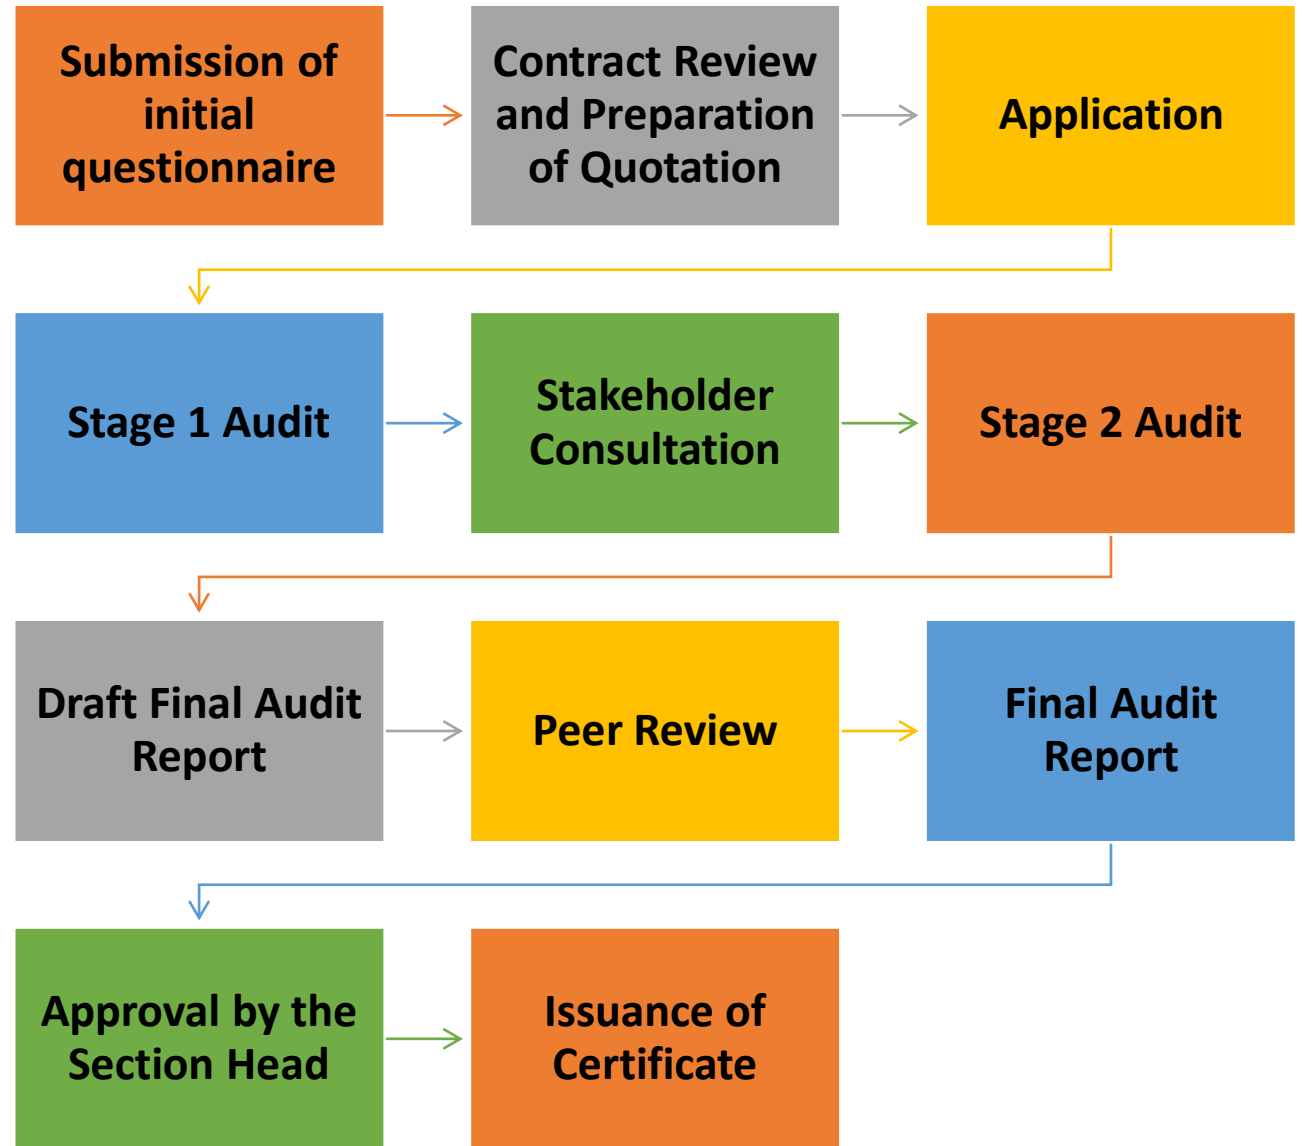 Submission of
initial
questionnaire
Contract Review
and Preparation
of Quotation
Application
Stage 1 Audit
Stakeholder
Consultation
Stage 2 Audit
Draft Final Audit
Report
Peer Review
Final Audit
Report
Approval by the
Section Head
Issuance of
Certificate